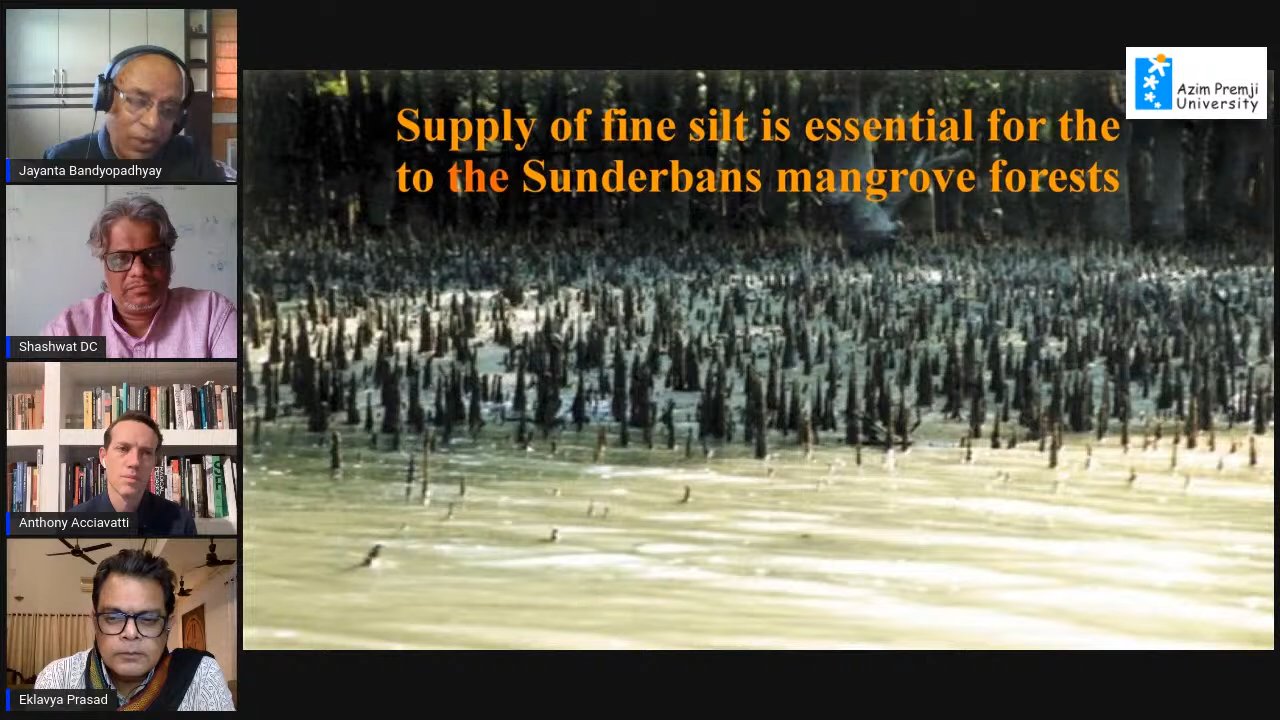 Jayanta Bandyopadhyay
Shashwat DC
Anthony Acciavatti
Eklavya Prasad
Supply of fine silt is essential for the
to the Sunderbans mangrove forests
Azim Premji
University